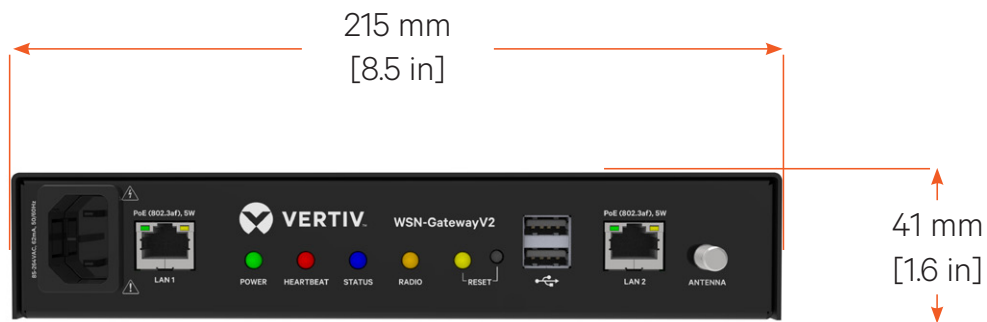 215 mm
[8.5 in]
41 mm
[1.6 in]
85-264VAC, 62mA, 50/60Hz
PoE (802.3af), 5W
LAN 1
VERTIV™
WSN-GatewayV2
POWER
HEARTBEAT
STATUS
RADIO
RESET
PoE (802.3af), 5W
LAN 2
ANTENNA